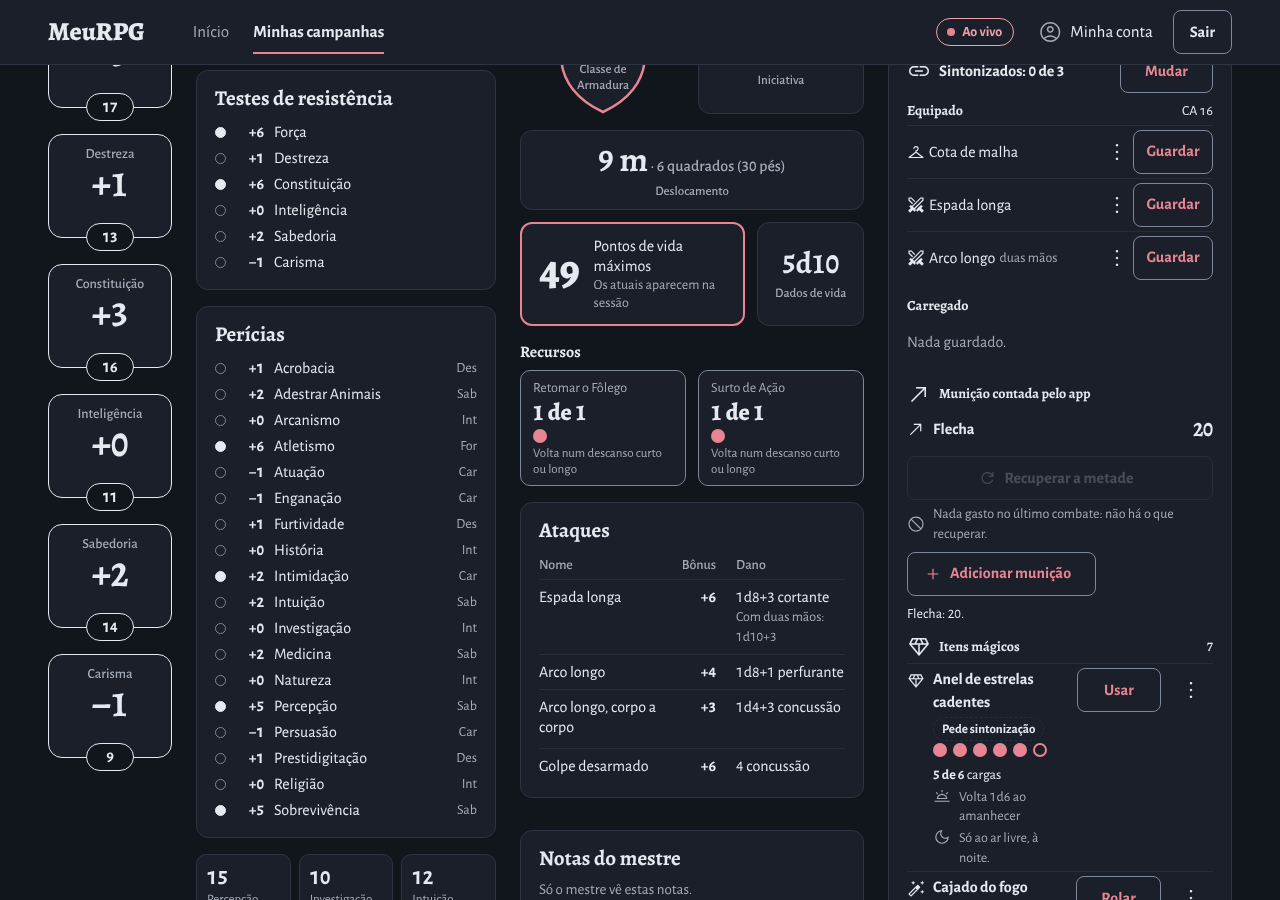 MeuRPG
Início
Minhas campanhas
Ao vivo
Minha conta
Sair
17
Destreza
+1
13
Constituição
+3
16
Inteligência
+0
11
Sabedoria
+2
14
Carisma
−1
9
Testes de resistência
+6 Força
+1 Destreza
+6 Constituição
+0 Inteligência
+2 Sabedoria
−1 Carisma
Perícias
+1 Acrobacia Des
+2 Adestrar Animais Sab
+0 Arcanismo Int
+6 Atletismo For
−1 Atuação Car
−1 Enganação Car
+1 Furtividade Des
+0 História Int
+2 Intimidação Car
+2 Intuição Sab
+0 Investigação Int
+2 Medicina Sab
+0 Natureza Int
+5 Percepção Sab
−1 Persuasão Car
+1 Prestidigitação Des
+0 Religião Int
+5 Sobrevivência Sab
15
Percepção
10
Investigação
12
Intuição
Classe de
Armadura
Iniciativa
9 m · 6 quadrados (30 pés)
Deslocamento
49
Pontos de vida
máximos
Os atuais aparecem na
sessão
5d10
Dados de vida
Recursos
Retomar o Fôlego
1 de 1
Volta num descanso curto
ou longo
Surto de Ação
1 de 1
Volta num descanso curto
ou longo
Ataques
Nome Bônus Dano
Espada longa +6 1d8+3 cortante
Com duas mãos:
1d10+3
Arco longo +4 1d8+1 perfurante
Arco longo, corpo a +3 1d4+3 concussão
corpo
Golpe desarmado +6 4 concussão
Notas do mestre
Só o mestre vê estas notas.
Sintonizados: 0 de 3
Mudar
Equipado CA 16
Cota de malha Guardar
Espada longa Guardar
Arco longo duas mãos Guardar
Carregado
Nada guardado.
Munição contada pelo app
Flecha 20
Recuperar a metade
Nada gasto no último combate: não há o que
recuperar.
Adicionar munição
Flecha: 20.
Itens mágicos 7
Anel de estrelas
cadentes
Usar
Pede sintonização
5 de 6 cargas
Volta 1d6 ao
amanhecer
Só ao ar livre, à
noite.
Cajado do fogo
Rolar